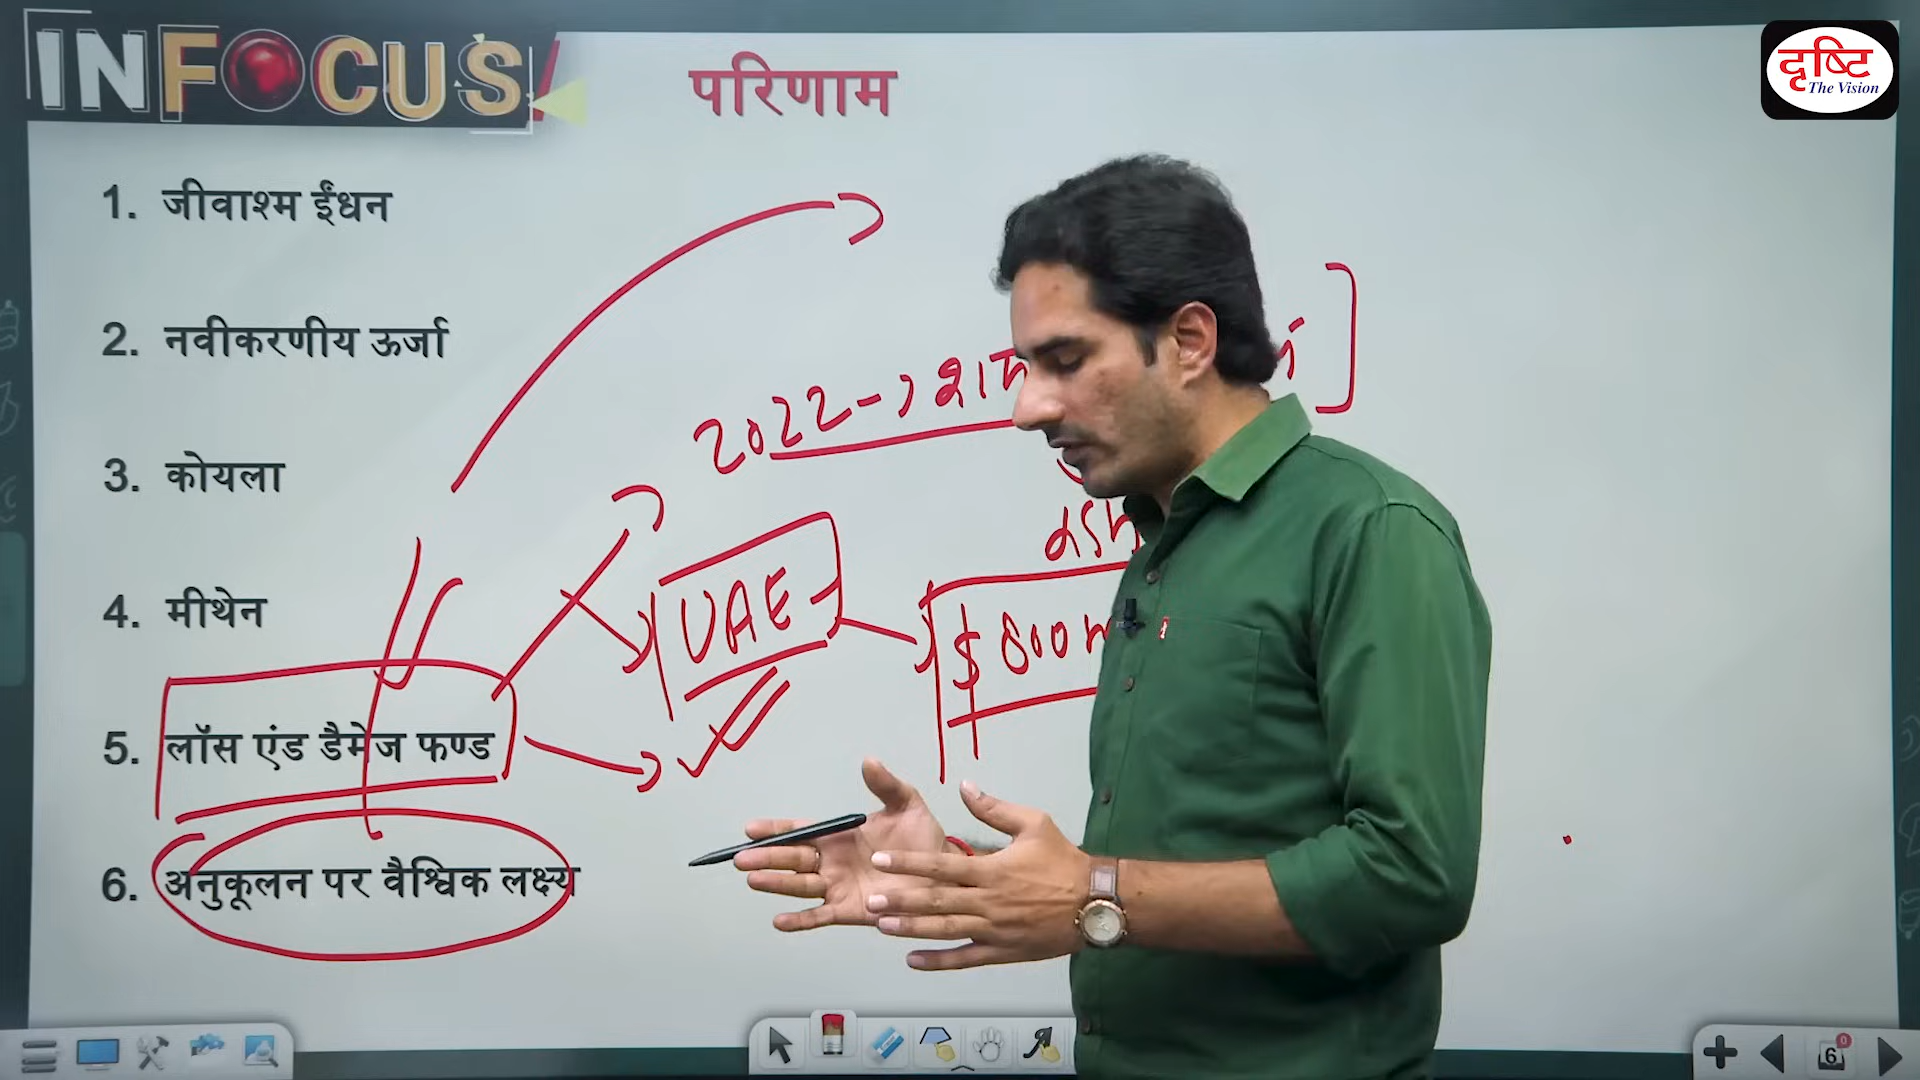 INFOCUS
परिणाम
दृष्टि
The Vision
1. जीवाश्म ईंधन
2. नवीकरणीय ऊर्जा
3. कोयला
4. मीथेन
5. लॉस एंड डैमेज फण्ड
6. अनुकूलन पर वैश्विक लक्ष्य
2022
UAE
$ 800
6